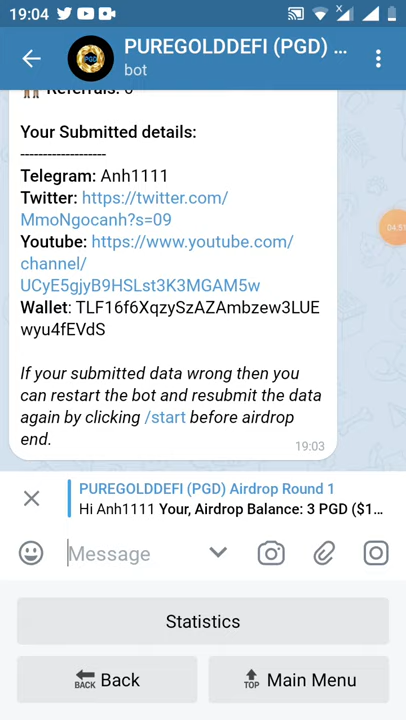 19:04
PUREGOLDDEFI (PGD) ...
bot
PGD
Referrals: 0
Your Submitted details:
-------------------
Telegram: Anh1111
Twitter: https://twitter.com/
MmoNgocanh?s=09
Youtube: https://www.youtube.com/
channel/
UCyE5gjyB9HSLst3K3MGAM5w
Wallet: TLF16f6XqzySzAZAmbzew3LUE
wyu4fEVdS
If your submitted data wrong then you
can restart the bot and resubmit the data
again by clicking /start before airdrop
end.
19:03
PUREGOLDDEFI (PGD) Airdrop Round 1
Hi Anh1111 Your, Airdrop Balance: 3 PGD ($1...
Message
Statistics
BACK Back
TOP Main Menu